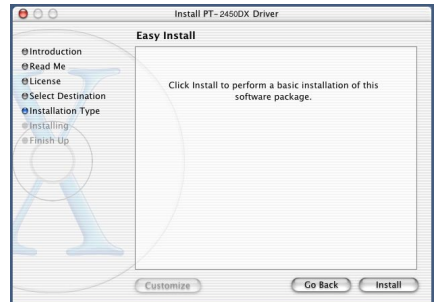 Install PT-2450DX Driver
Easy Install
Introduction
Read Me
License
Select Destination
Installation Type
Installing
Finish Up
Click Install to perform a basic installation of this
software package.
Customize
Go Back
Install